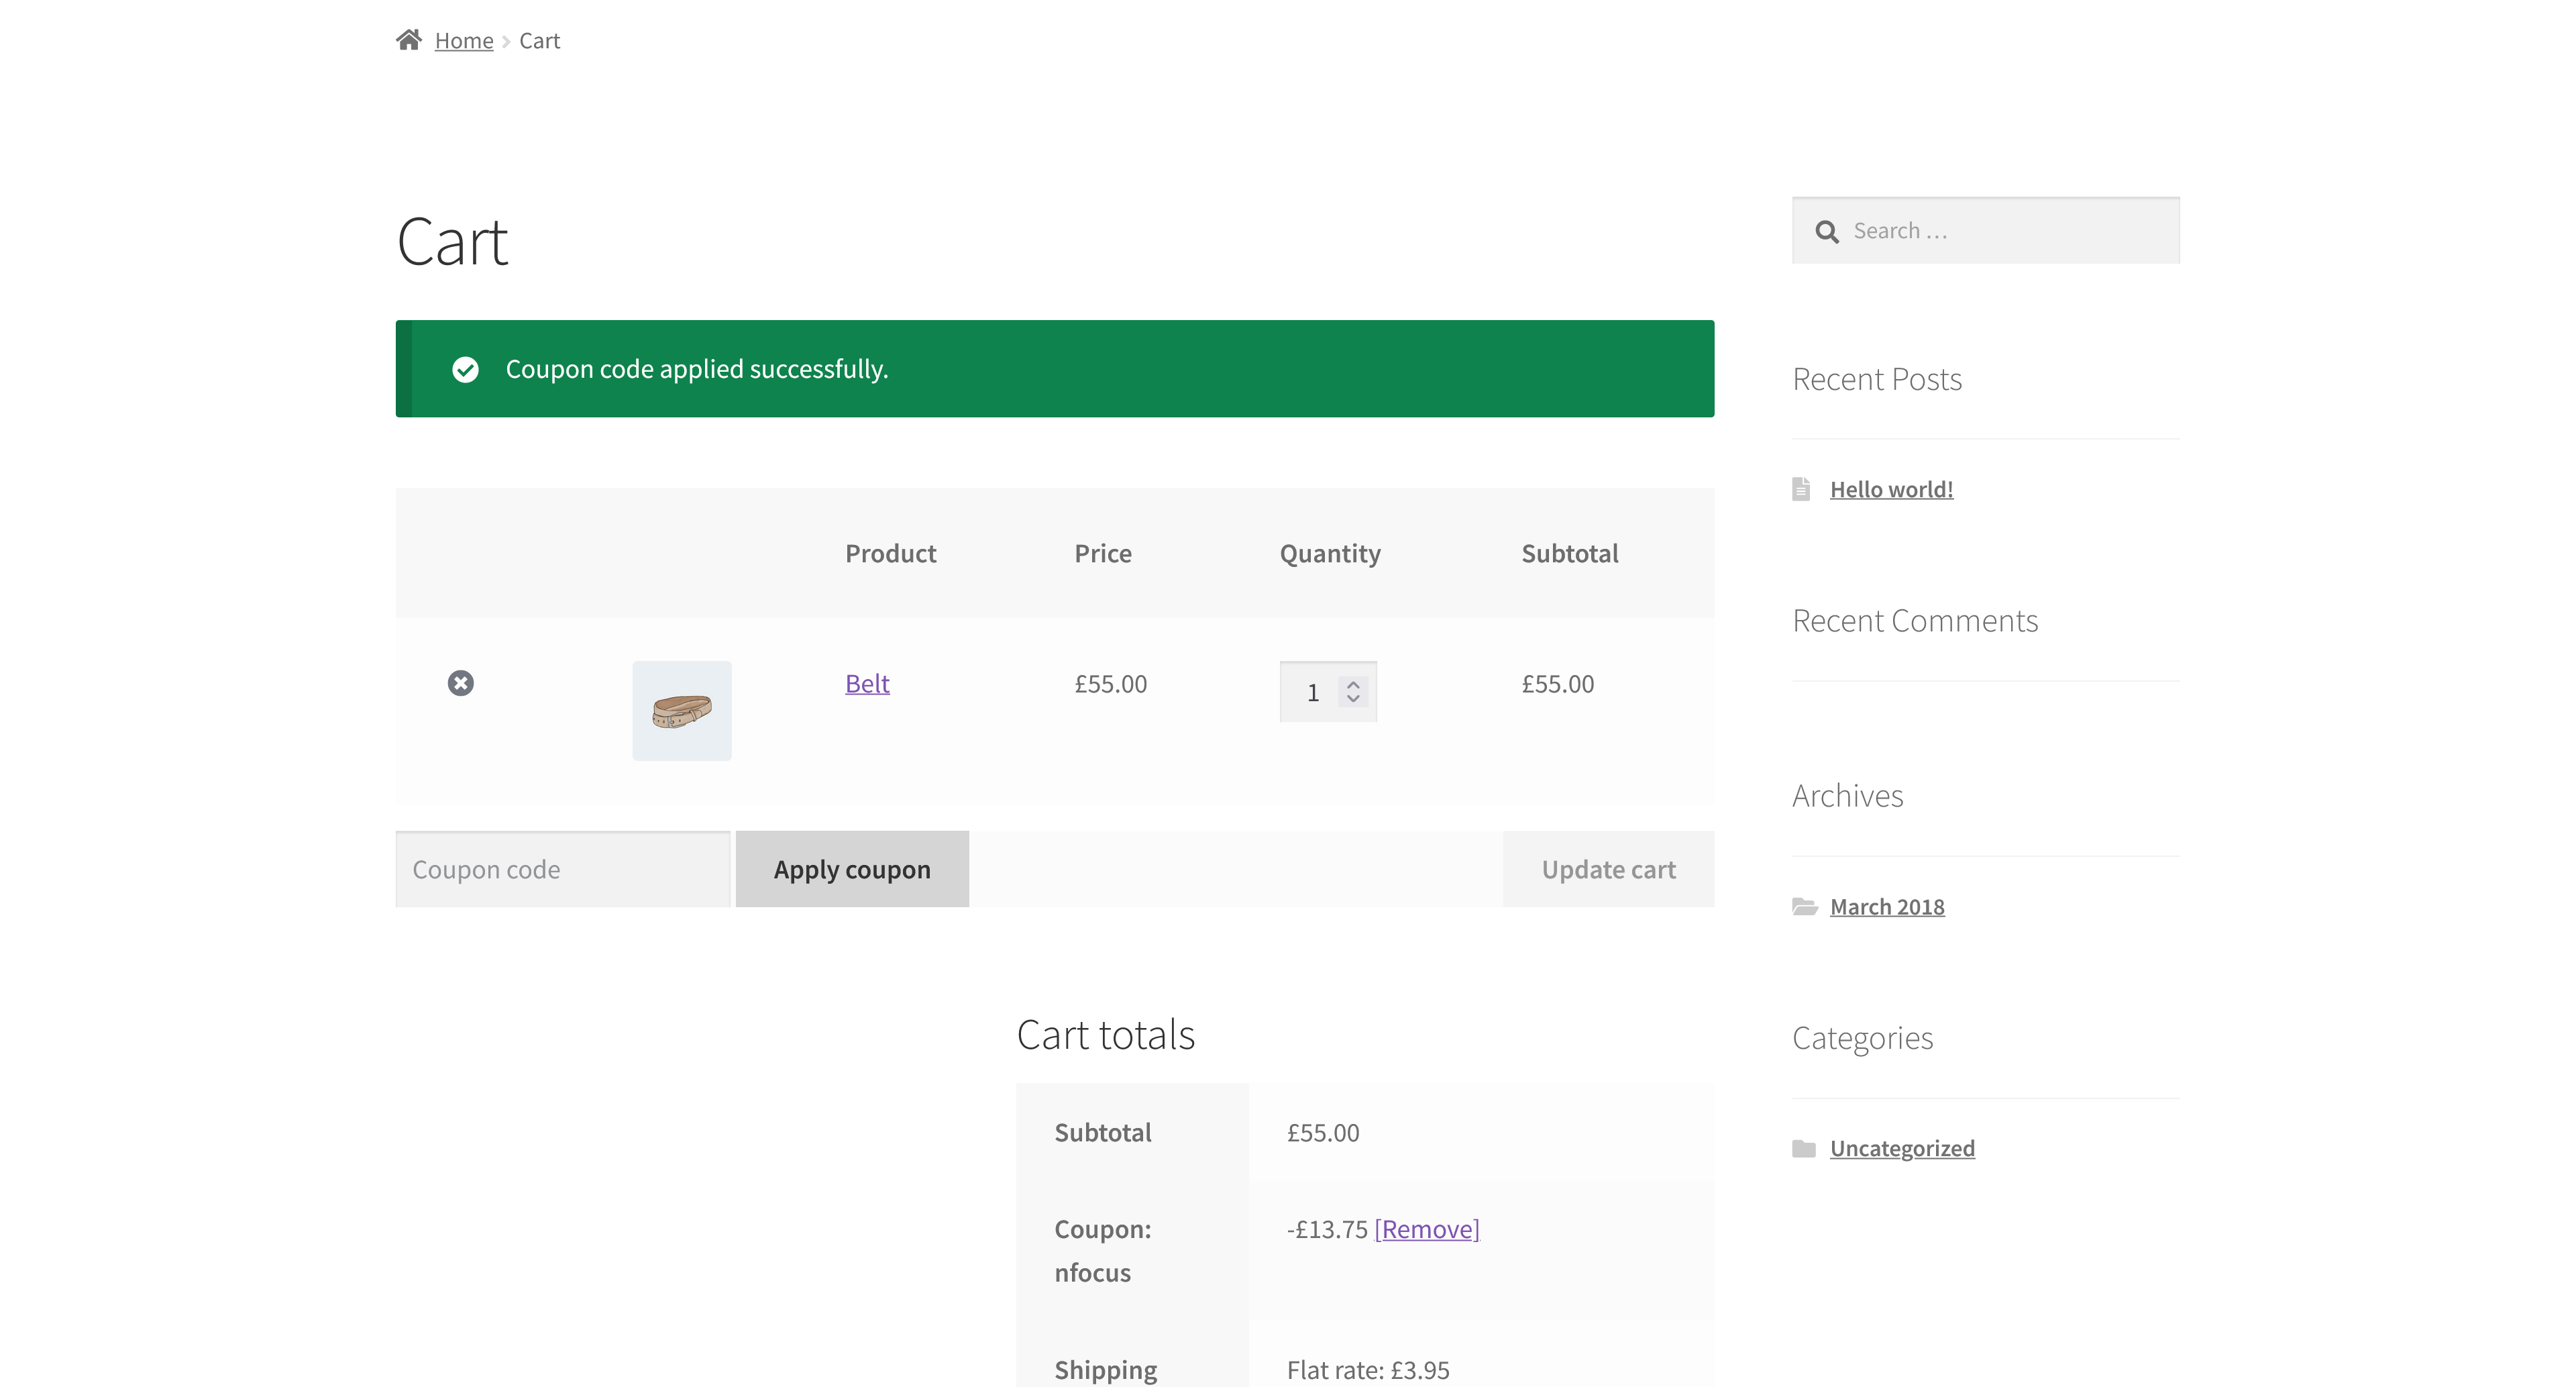 Home Cart
Cart
Search …
Coupon code applied successfully.
Product Price Quantity Subtotal
Belt £55.00 1 £55.00
Coupon code Apply coupon Update cart
Cart totals
Subtotal £55.00
Coupon: -£13.75 [Remove]
nfocus
Shipping Flat rate: £3.95
Recent Posts
Hello world!
Recent Comments
Archives
March 2018
Categories
Uncategorized